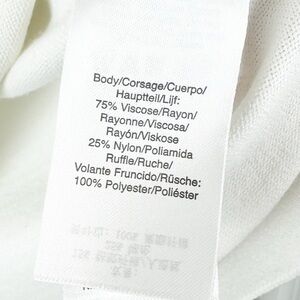 Body/Corsage/Cuerpo/
Hauptteil/Lijf:
75% Viscose/Rayon/
Rayonne/Viscosa/
Rayón/Viskose
25% Nylon/Poliamida
Ruffle/Ruche/
Volante Fruncido/Rüsche:
100% Polyester/Poliéster